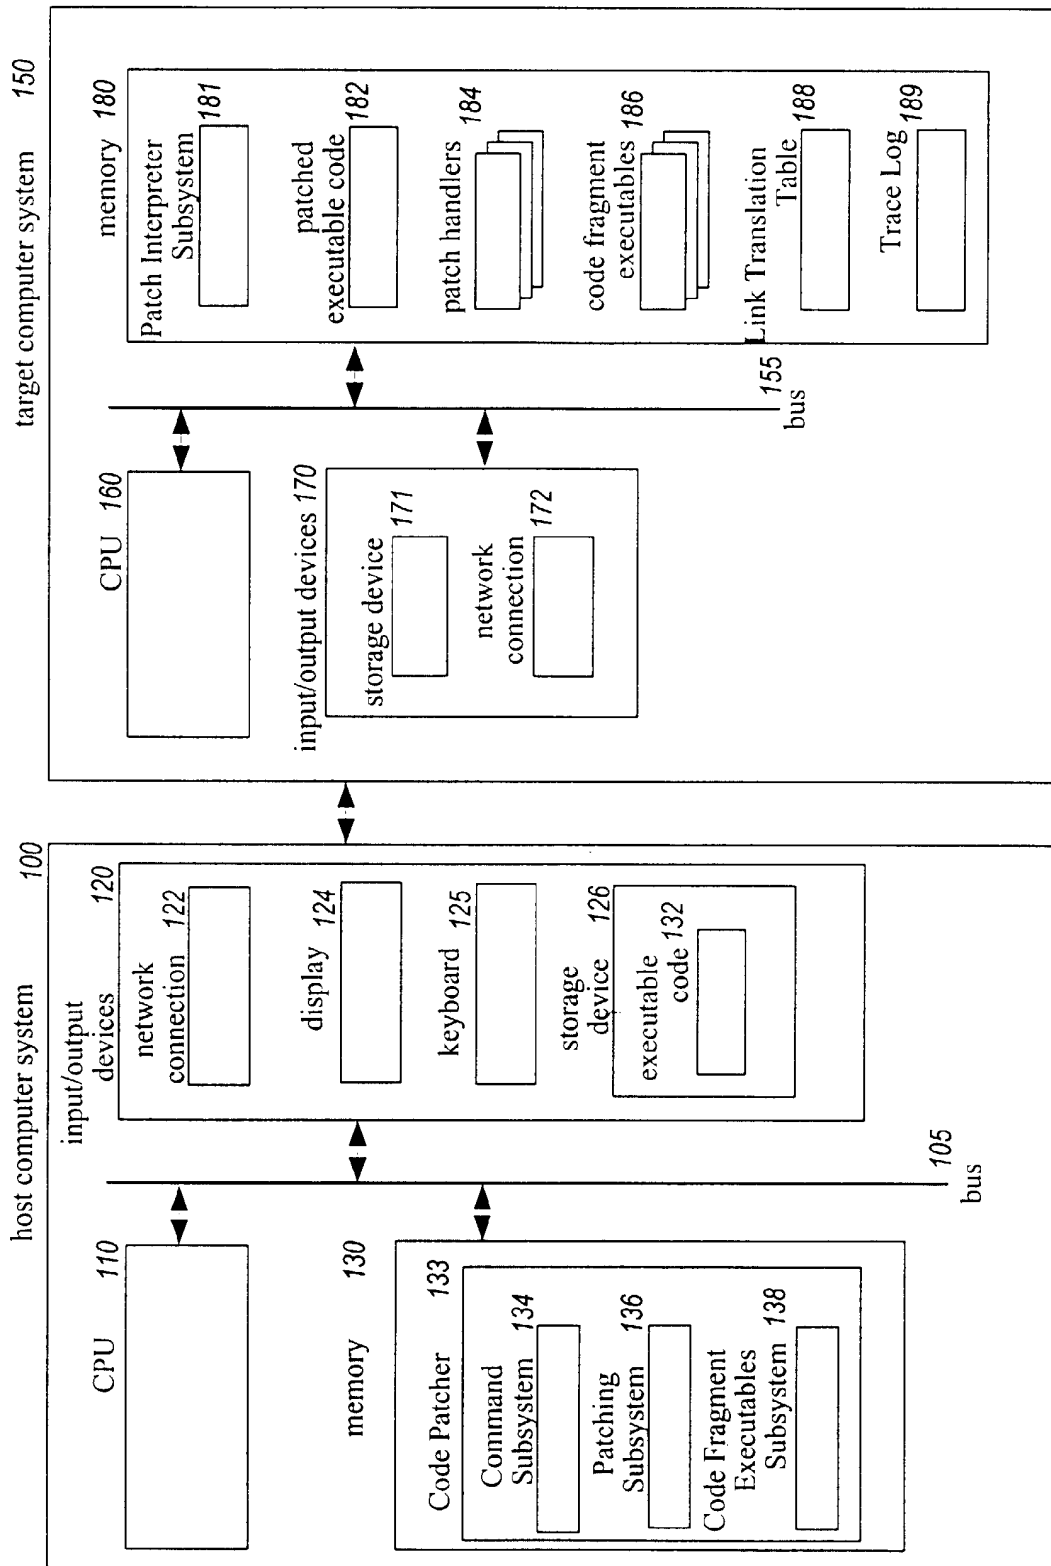 host computer system 100
CPU 110
memory 130
Code Patcher 133
Command
Subsystem 134
Patching
Subsystem 136
Code Fragment
Executables
Subsystem 138
105
bus
input/output
devices 120
network
connection 122
display 124
keyboard 125
storage
device 126
executable
code 132
target computer system 150
CPU 160
input/output devices 170
storage device 171
network
connection 172
155
bus
memory 180
Patch Interpreter
Subsystem 181
patched
executable code 182
patch handlers 184
code fragment
executables 186
Link Translation
Table 188
Trace Log 189